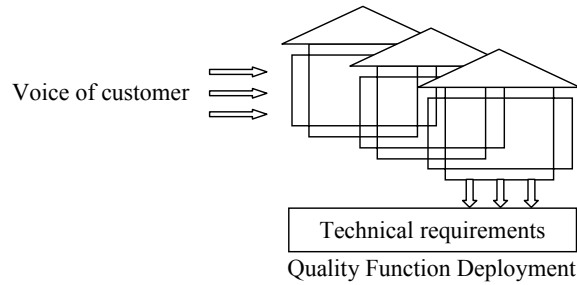 Voice of customer
Technical requirements
Quality Function Deployment